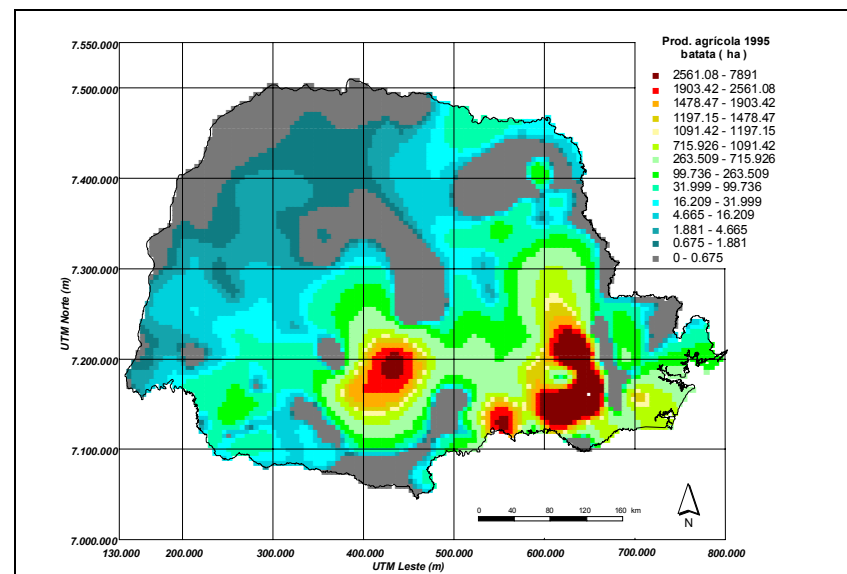 Prod. agrícola 1995
batata ( ha )
2561.08 - 7891
1903.42 - 2561.08
1478.47 - 1903.42
1197.15 - 1478.47
1091.42 - 1197.15
715.926 - 1091.42
263.509 - 715.926
99.736 - 263.509
31.999 - 99.736
16.209 - 31.999
4.665 - 16.209
1.881 - 4.665
0.675 - 1.881
0 - 0.675
7.550.000
7.500.000
7.400.000
7.300.000
7.200.000
7.100.000
7.000.000
UTM Norte (m)
0 40 80 120 160 km
N
130.000 200.000 300.000 400.000 500.000 600.000 700.000 800.000
UTM Leste (m)